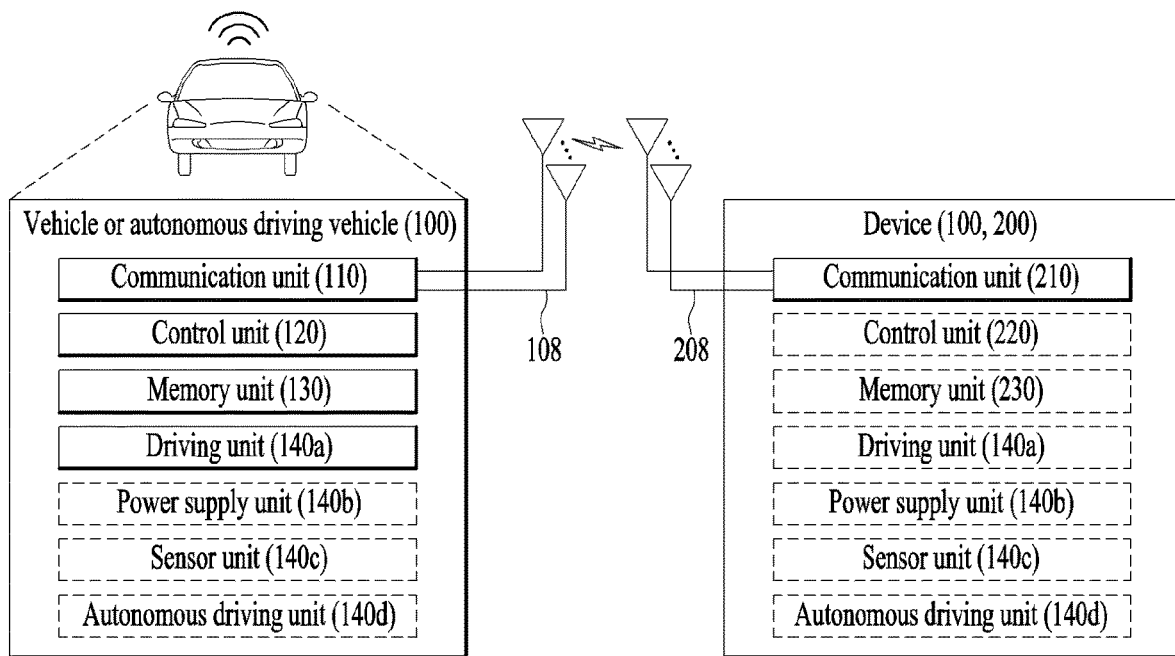 Vehicle or autonomous driving vehicle (100)
Communication unit (110)
Control unit (120)
Memory unit (130)
Driving unit (140a)
Power supply unit (140b)
Sensor unit (140c)
Autonomous driving unit (140d)
108
208
Device (100, 200)
Communication unit (210)
Control unit (220)
Memory unit (230)
Driving unit (140a)
Power supply unit (140b)
Sensor unit (140c)
Autonomous driving unit (140d)